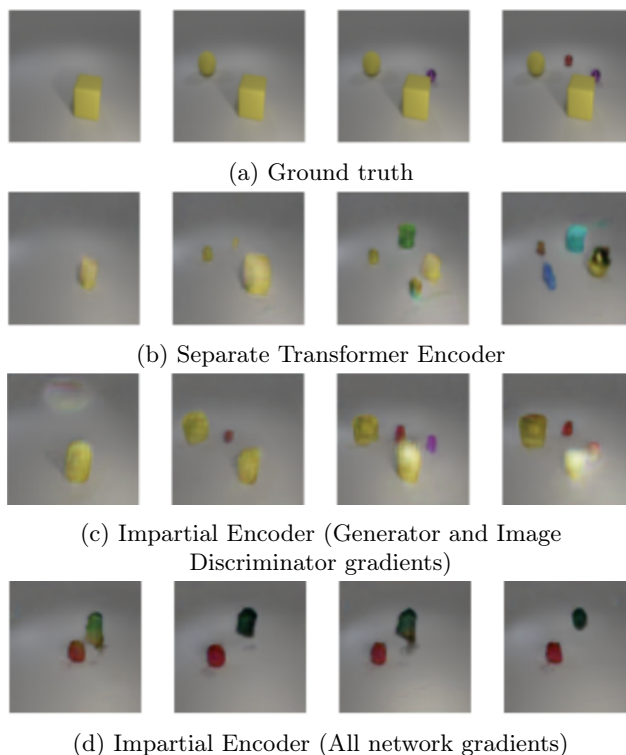 (a) Ground truth
(b) Separate Transformer Encoder
(c) Impartial Encoder (Generator and Image
Discriminator gradients)
(d) Impartial Encoder (All network gradients)